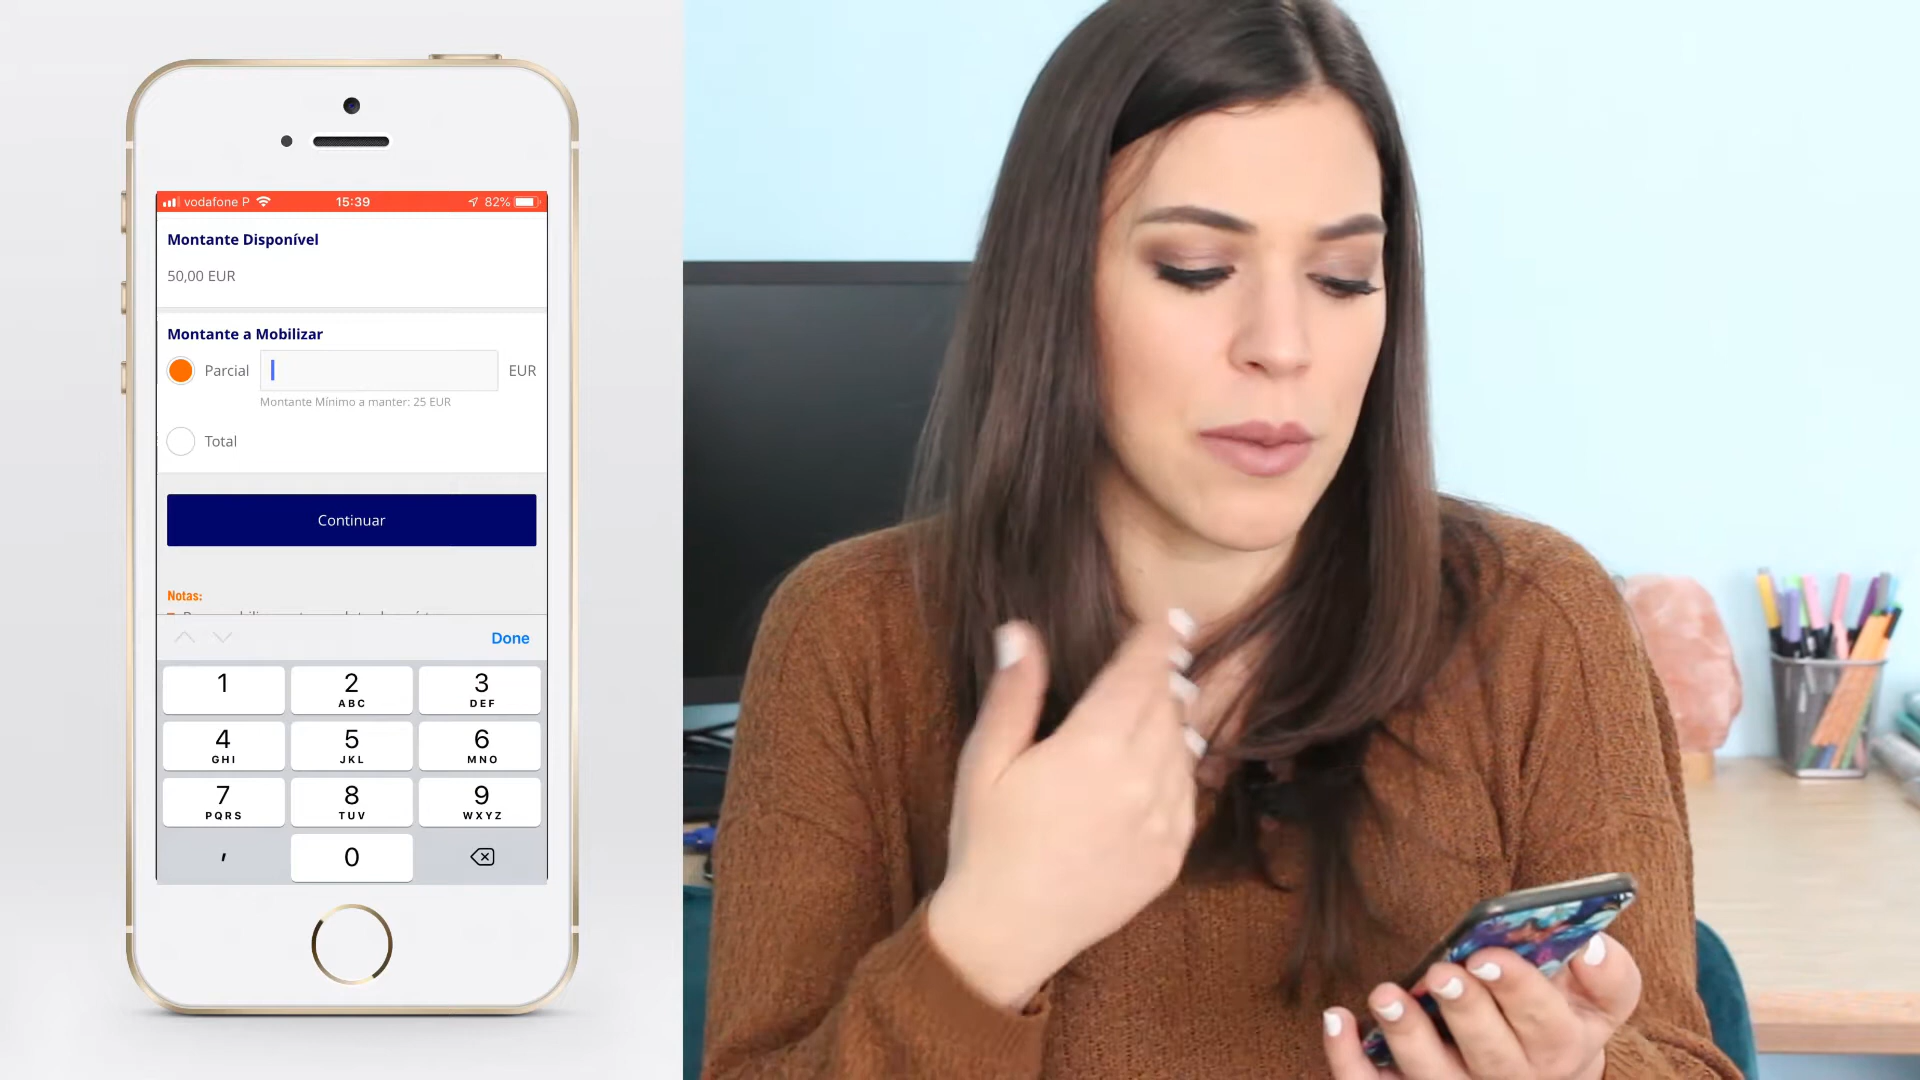 vodafone P 15:39 82%
Montante Disponível
50,00 EUR
Montante a Mobilizar
Parcial EUR
Montante Mínimo a manter: 25 EUR
Total
Continuar
Notas:
Done
1 2 3
ABC DEF
4 5 6
GHI JKL MNO
7 8 9
PQRS TUV WXYZ
, 0